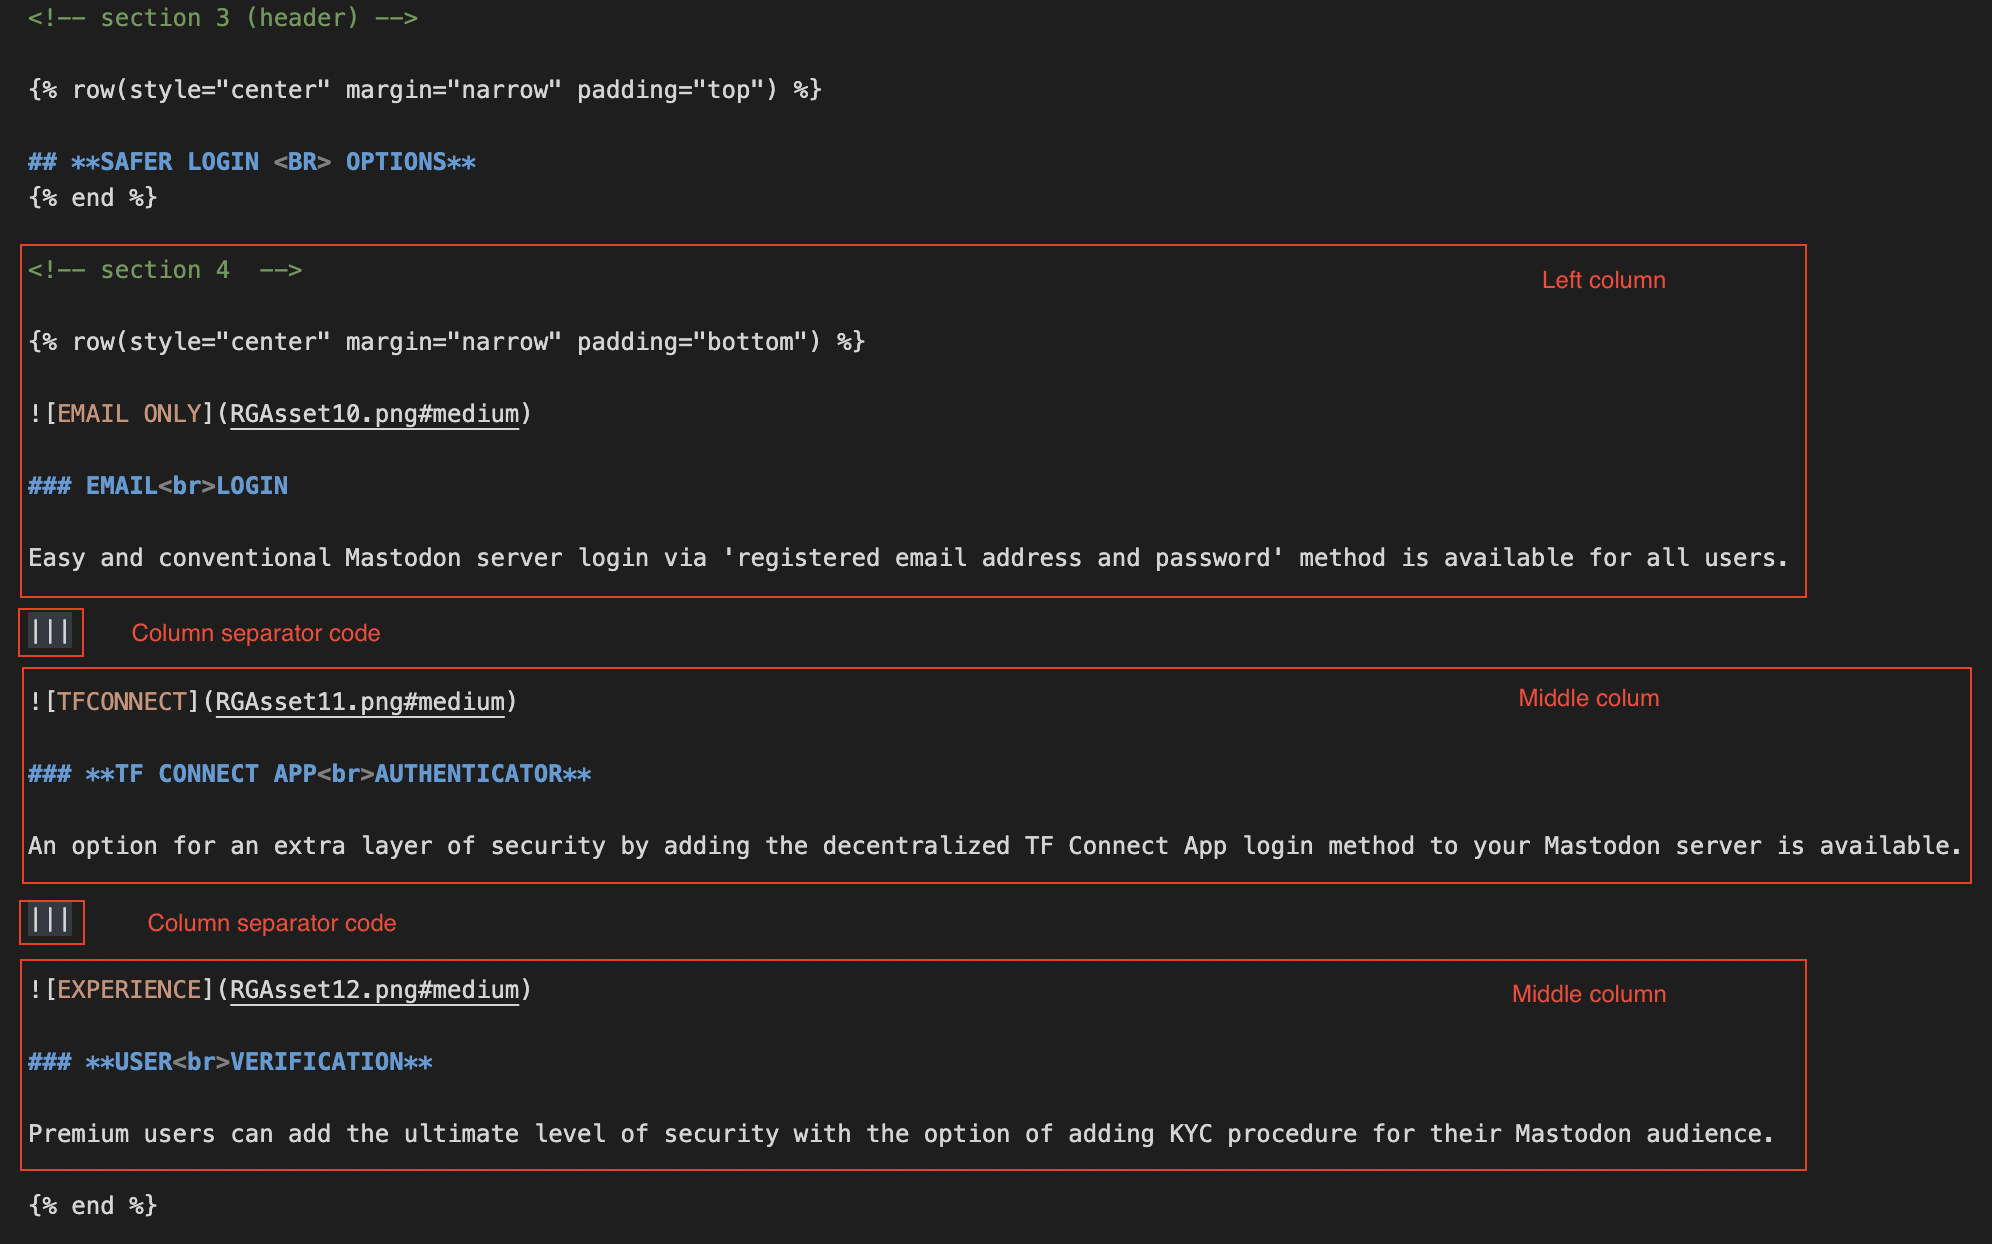 <!-- section 3 (header) -->
{% row(style="center" margin="narrow" padding="top") %}
## **SAFER LOGIN <BR> OPTIONS**
{% end %}
<!-- section 4  -->
Left column
{% row(style="center" margin="narrow" padding="bottom") %}
![EMAIL ONLY](RGAsset10.png#medium)
### EMAIL<br>LOGIN
Easy and conventional Mastodon server login via 'registered email address and password' method is available for all users.
||| Column separator code
![TFCONNECT](RGAsset11.png#medium)
Middle colum
### **TF CONNECT APP<br>AUTHENTICATOR**
An option for an extra layer of security by adding the decentralized TF Connect App login method to your Mastodon server is available.
||| Column separator code
![EXPERIENCE](RGAsset12.png#medium)
Middle column
### **USER<br>VERIFICATION**
Premium users can add the ultimate level of security with the option of adding KYC procedure for their Mastodon audience.
{% end %}